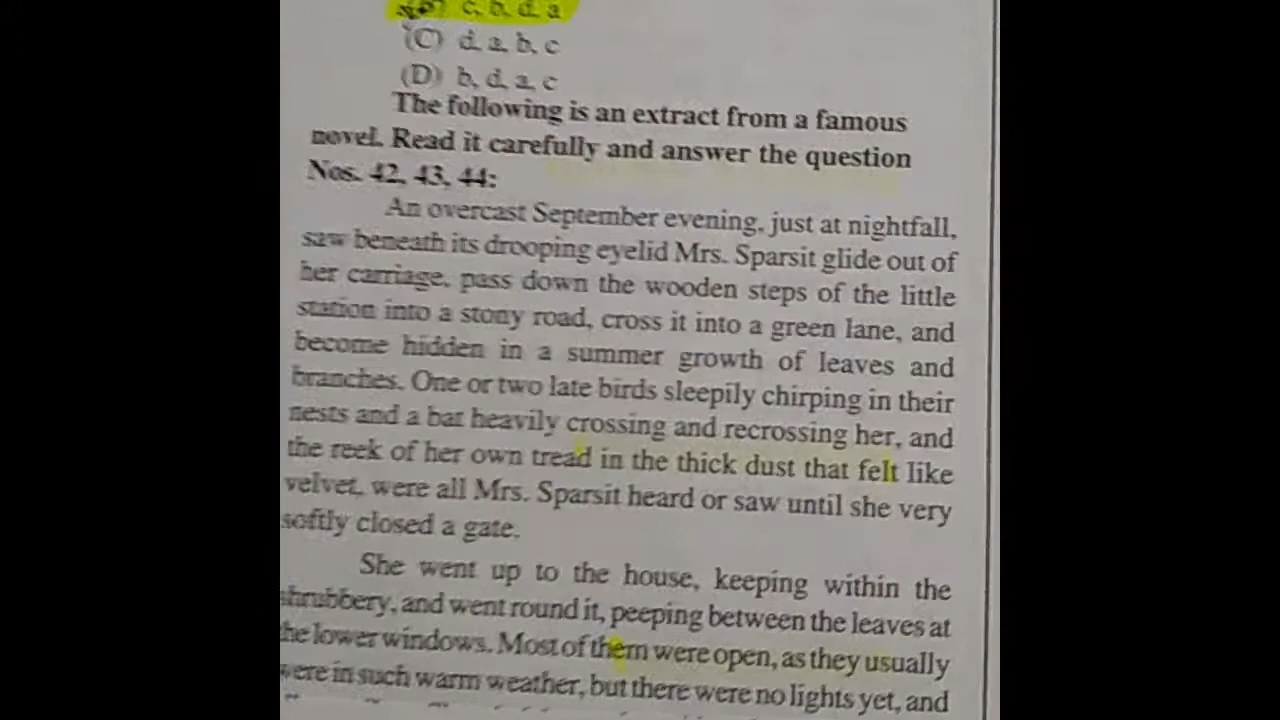 c, b, d, a
(C) d, a, b, c
(D) b, d, a, c
The following is an extract from a famous
novel. Read it carefully and answer the question
Nos. 42, 43, 44:
An overcast September evening, just at nightfall,
saw beneath its drooping eyelid Mrs. Sparsit glide out of
her carriage, pass down the wooden steps of the little
station into a stony road, cross it into a green lane, and
become hidden in a summer growth of leaves and
branches. One or two late birds sleepily chirping in their
nests and a bat heavily crossing and recrossing her, and
the reek of her own tread in the thick dust that felt like
velvet, were all Mrs. Sparsit heard or saw until she very
softly closed a gate.
She went up to the house, keeping within the
shrubbery, and went round it, peeping between the leaves at
he lower windows. Most of them were open, as they usually
were in such warm weather, but there were no lights yet, and